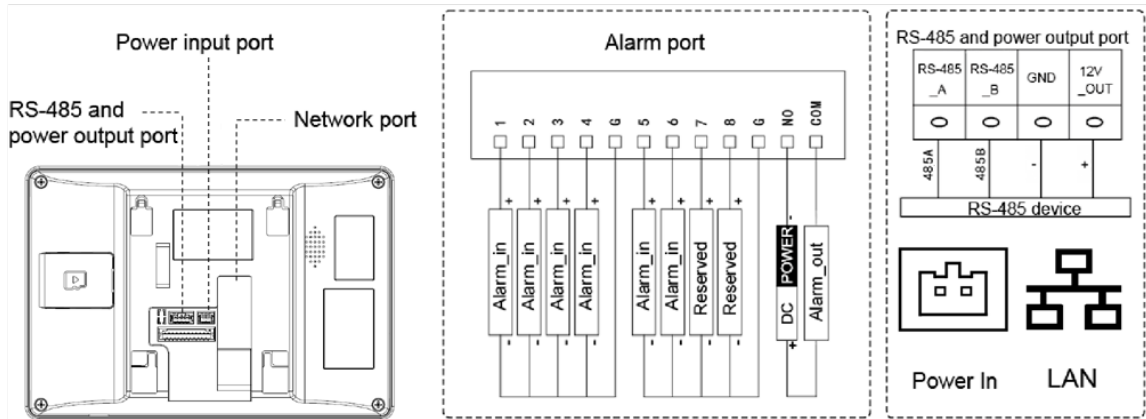 Power input port
RS-485 and
power output port
Network port
Alarm port
1 2 3 4 G 5 6 7 8 G NO COM
+ + + + + + + + -
Alarm_in Alarm_in Alarm_in Alarm_in Alarm_in Alarm_in Reserved Reserved DC POWER Alarm_out
- - - - - - - - +
RS-485 and power output port
RS-485 RS-485 GND 12V
_A _B _OUT
485A 485B - +
RS-485 device
Power In LAN